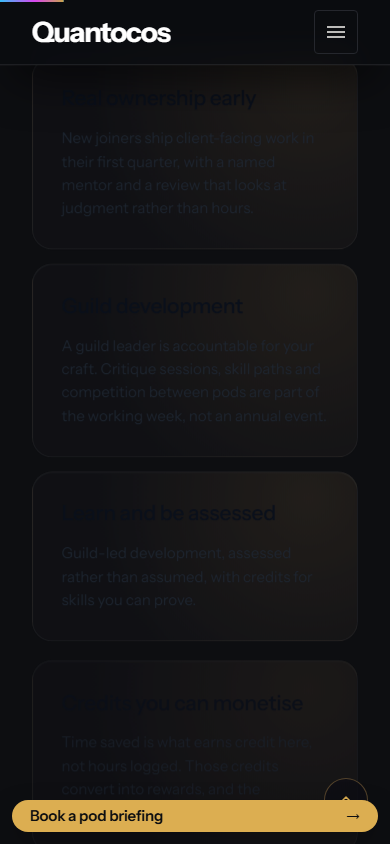 Quantocos
ownership early
New joiners ship client-facing work in
their first quarter, with a named
mentor and a review that looks at
judgment rather than hours.
development
A guild leader is accountable for your
craft. Critique sessions, skill paths and
competition between pods are part of
the working week, not an annual event.
and be assessed
Guild-led development, assessed
rather than assumed, with credits for
skills you can prove.
you can monetise
Time saved is what earns credit here,
not hours logged. Those credits
convert into rewards, and the
Book a pod briefing →